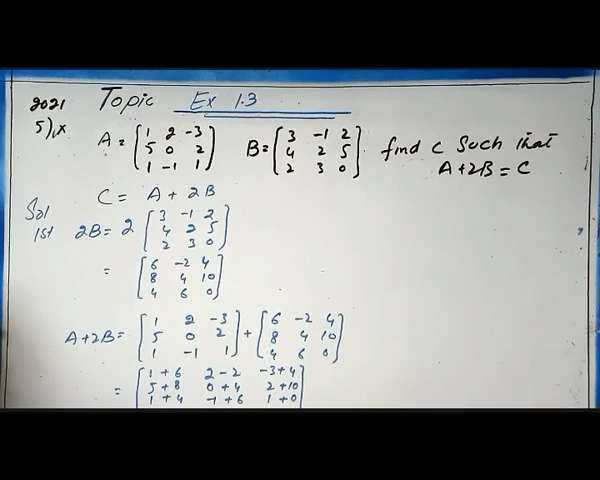 2021 Topic Ex 1.3
5),x A = [1 2 -3 B = [3 -1 2 find C Such that
5 0 2 4 2 5 A+2B = C
1 -1 1] 2 3 0]
C = A + 2B
Sol
1st 2B = 2 [3 -1 2
4 2 5
2 3 0]
= [6 -2 4
8 4 10
4 6 0]
A+2B = [1 2 -3 + [6 -2 4
5 0 2 8 4 10
1 -1 1] 4 6 0]
= [1+6 2-2 -3+4
5+8 0+4 2+10
1+4 -1+6 1+0]